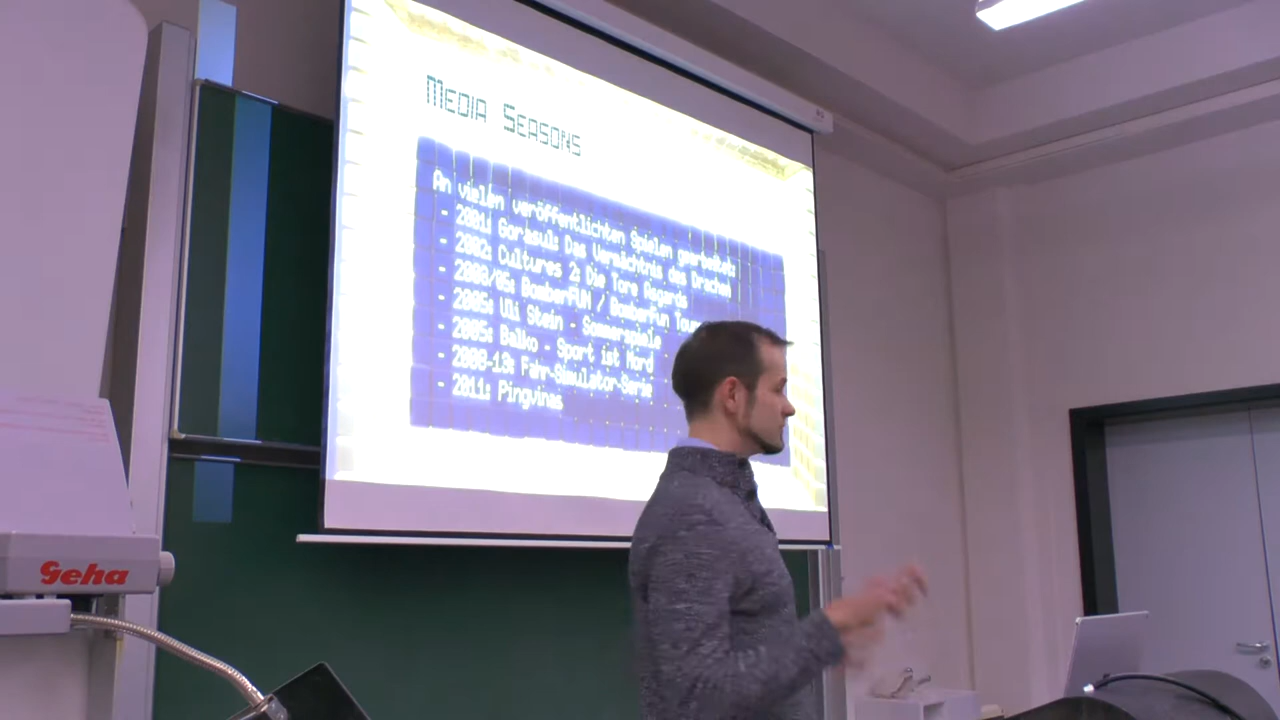 Media Seasons
An vielen veröffentlichten Spielen gearbeitet:
- 2001: Gorasul: Das Vermächtnis des Drachen
- 2002: Cultures 2: Die Tore Asgards
- 2003/05: BomberFUN / BomberFun Tour
- 2005: Uli Stein - Sommerspiele
- 2005: Balko - Sport ist Mord
- 2008-13: Fahr-Simulator-Serie
- 2011: Pingvinas
Geha